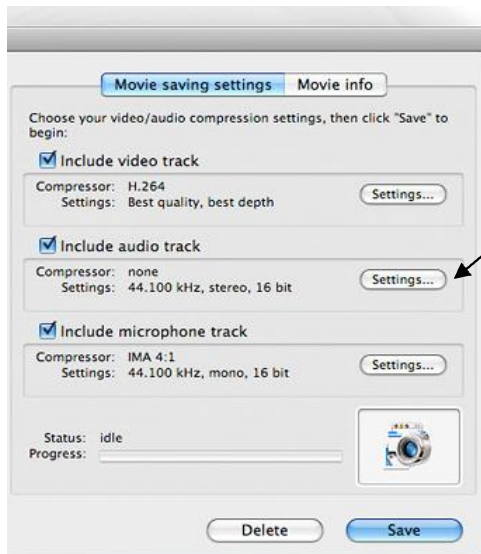 Movie saving settings Movie info
Choose your video/audio compression settings, then click "Save" to
begin:
Include video track
Compressor: H.264
Settings: Best quality, best depth
Settings...
Include audio track
Compressor: none
Settings: 44.100 kHz, stereo, 16 bit
Settings...
Include microphone track
Compressor: IMA 4:1
Settings: 44.100 kHz, mono, 16 bit
Settings...
Status: idle
Progress:
Delete Save